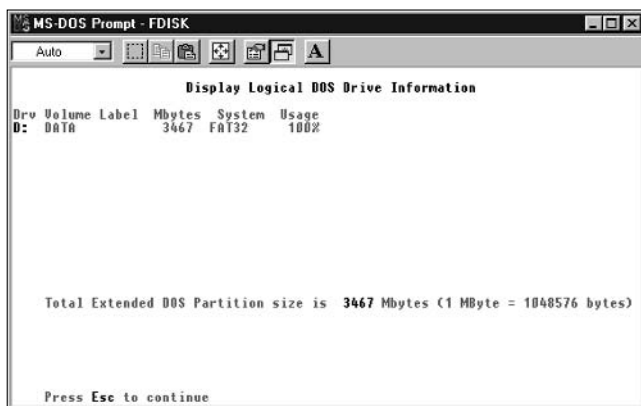 MS-DOS Prompt - FDISK
Auto
A
Display Logical DOS Drive Information
Drv Volume Label Mbytes System Usage
D: DATA 3467 FAT32 100%
Total Extended DOS Partition size is 3467 Mbytes (1 MByte = 1048576 bytes)
Press Esc to continue